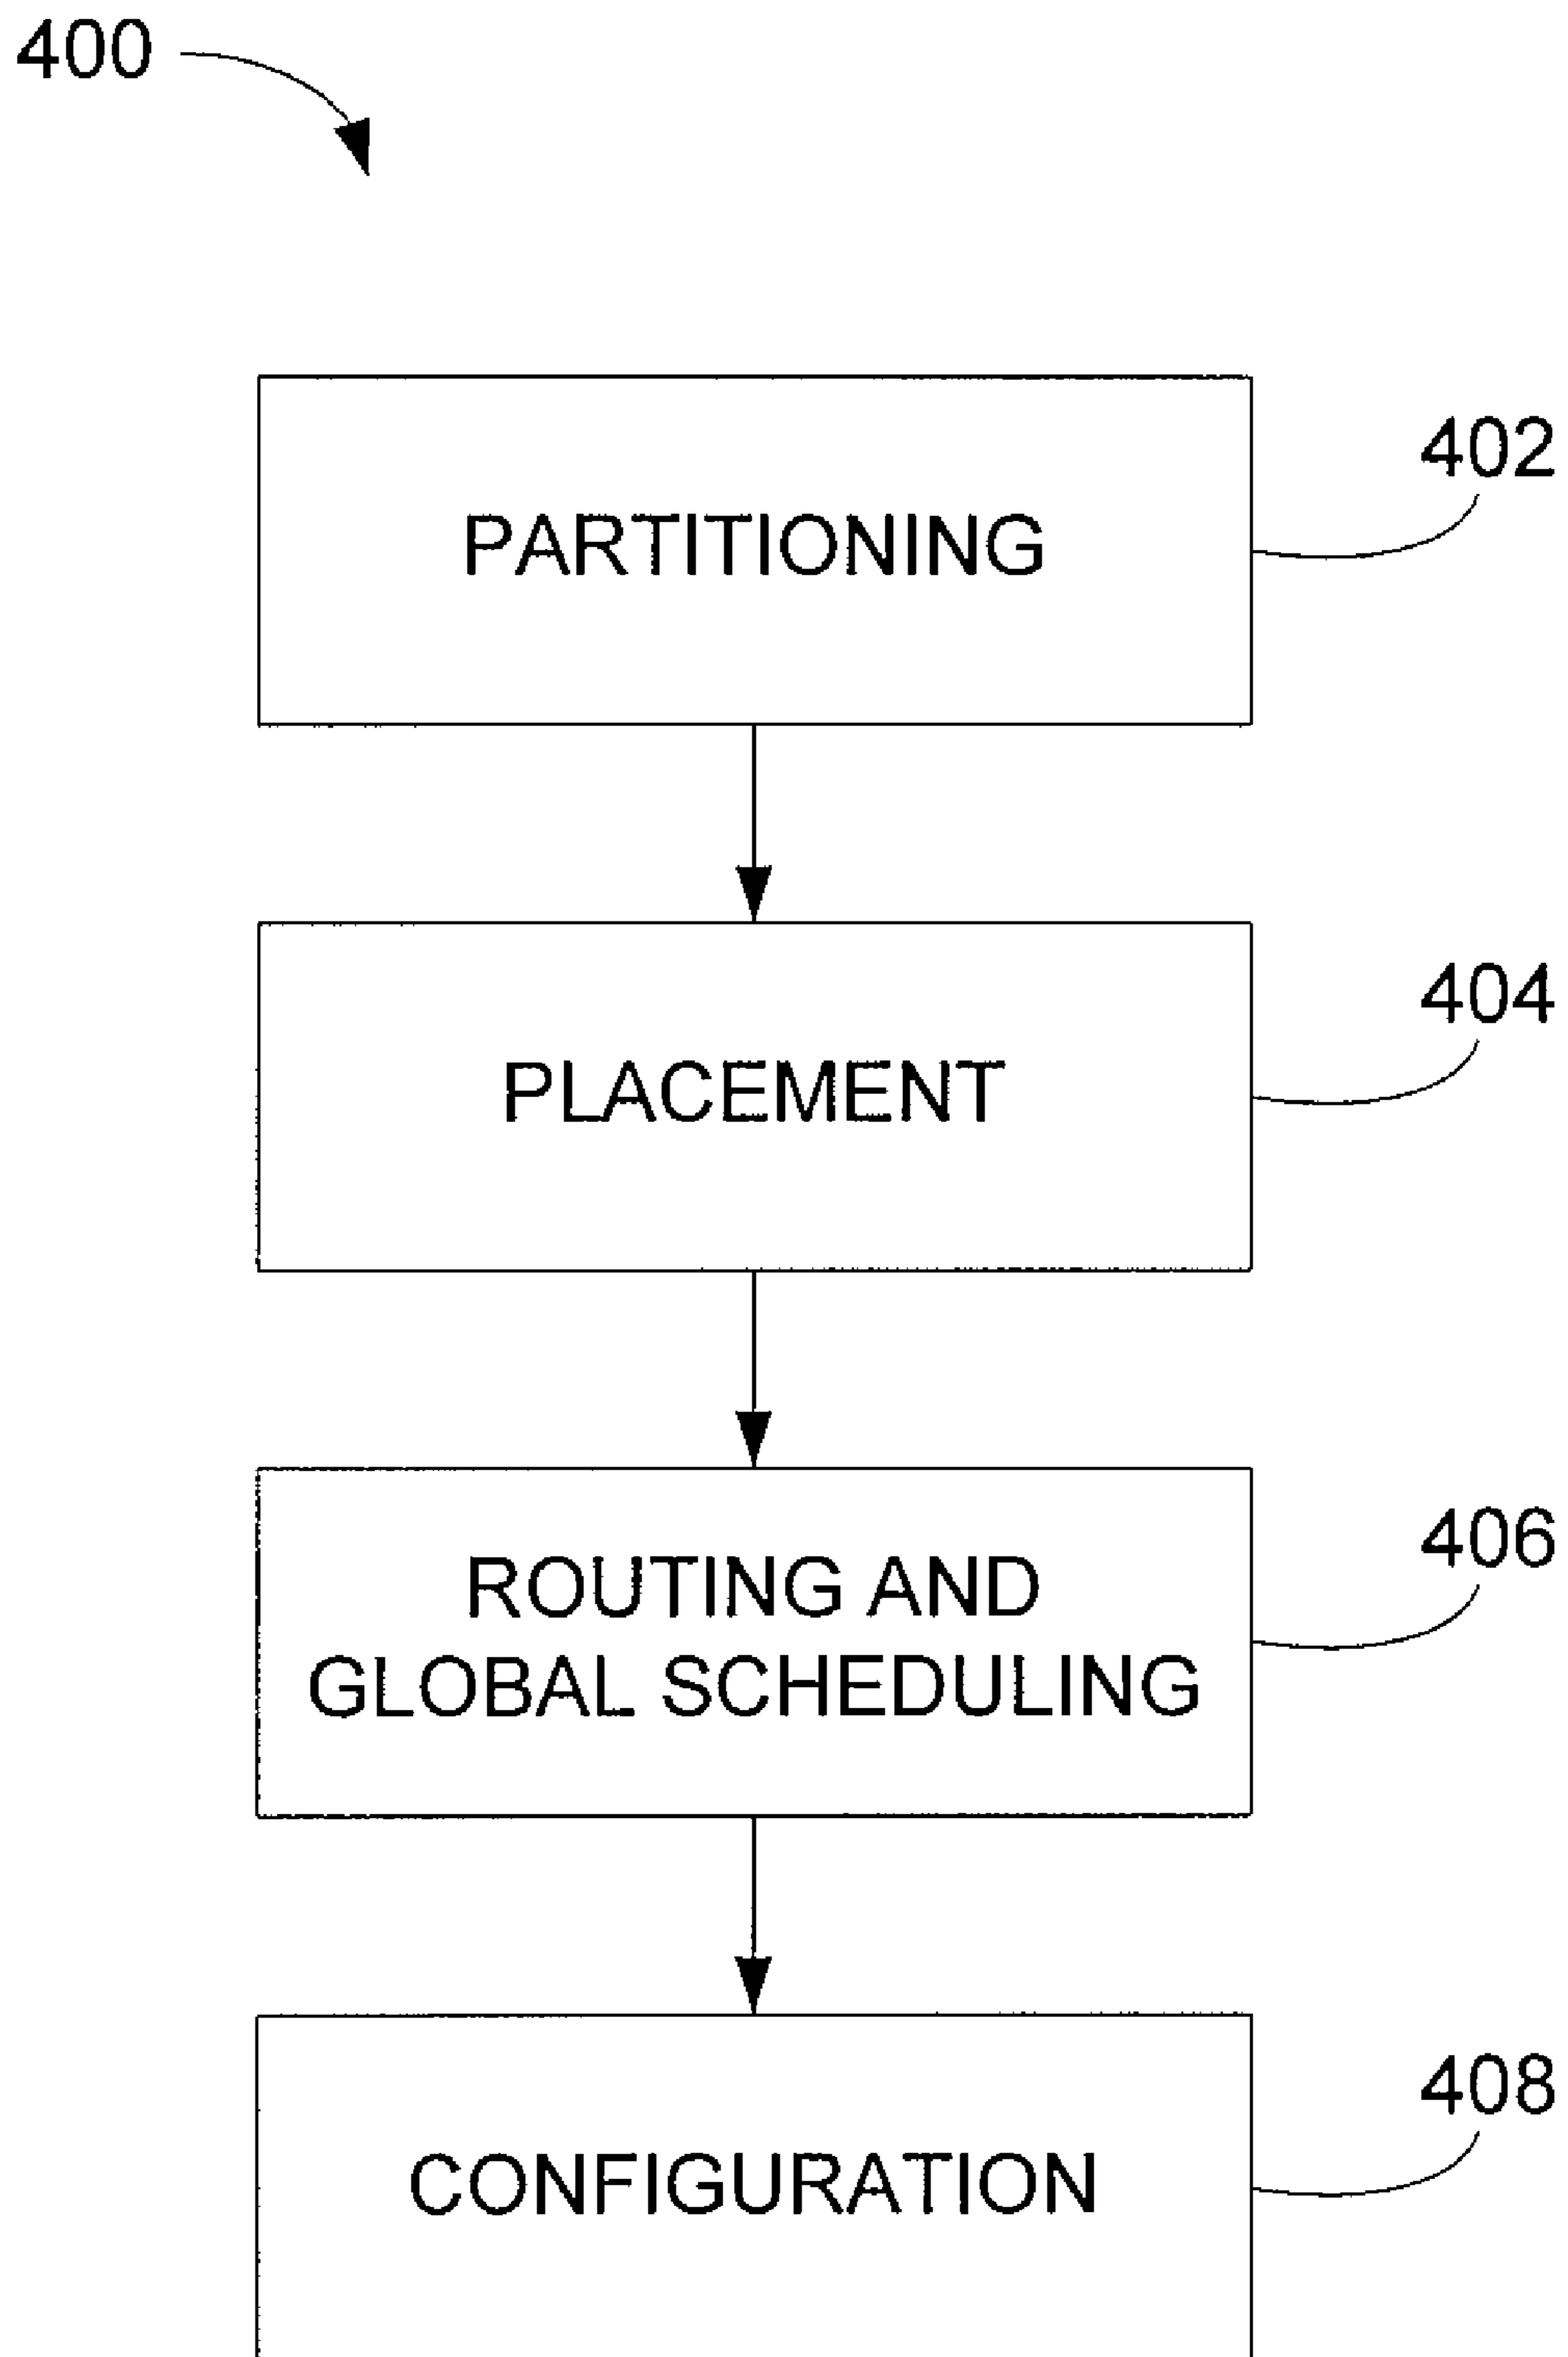 400
PARTITIONING
402
PLACEMENT
404
ROUTING AND
GLOBAL SCHEDULING
406
CONFIGURATION
408